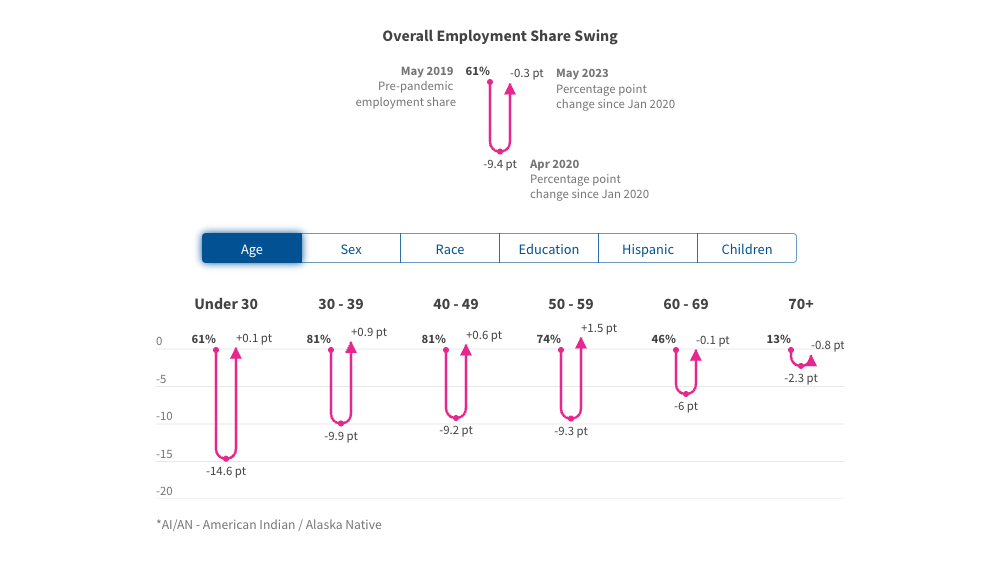 Overall Employment Share Swing
May 2019 61% -0.3 pt May 2023
Pre-pandemic
employment share
Percentage point
change since Jan 2020
-9.4 pt Apr 2020
Percentage point
change since Jan 2020
Age Sex Race Education Hispanic Children
Under 30 30 - 39 40 - 49 50 - 59 60 - 69 70+
61% +0.1 pt 81% +0.9 pt 81% +0.6 pt 74% +1.5 pt 46% -0.1 pt 13% -0.8 pt
0
-2.3 pt
-5
-6 pt
-10
-9.9 pt -9.2 pt -9.3 pt
-15
-14.6 pt
-20
*AI/AN - American Indian / Alaska Native